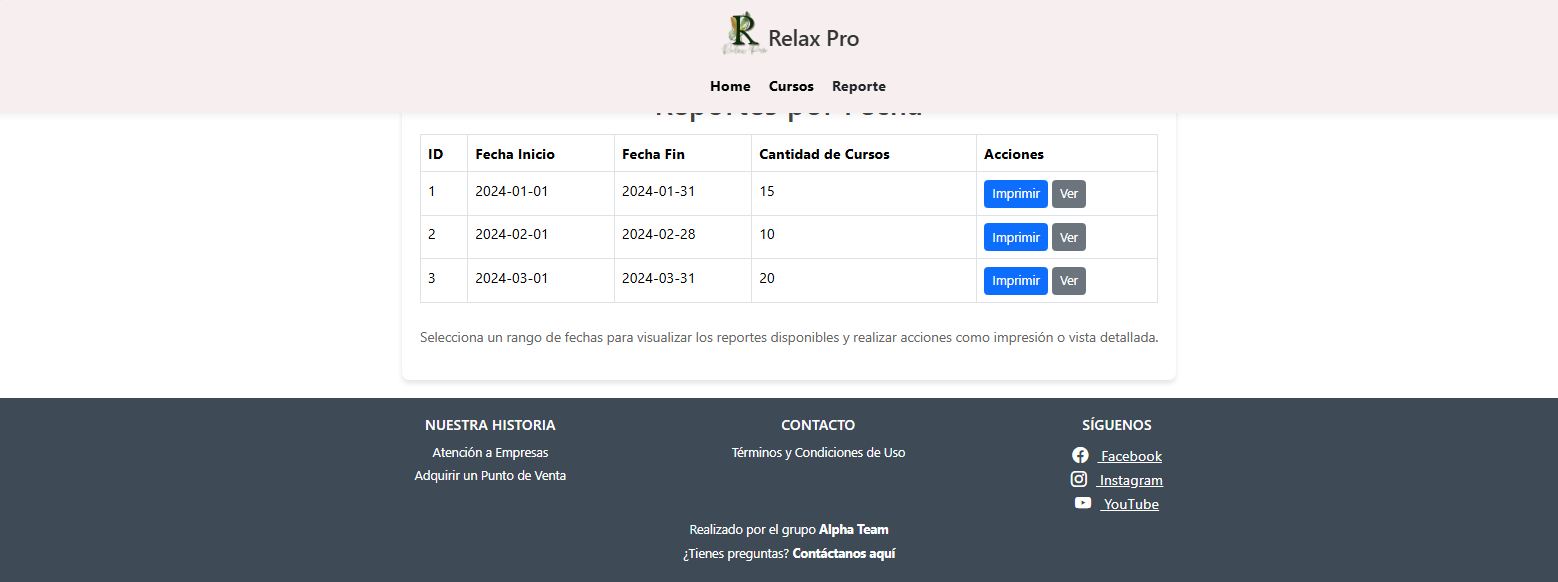 Relax Pro
Home Cursos Reporte
Reportes por Fecha
ID Fecha Inicio Fecha Fin Cantidad de Cursos Acciones
1 2024-01-01 2024-01-31 15 Imprimir Ver
2 2024-02-01 2024-02-28 10 Imprimir Ver
3 2024-03-01 2024-03-31 20 Imprimir Ver
Selecciona un rango de fechas para visualizar los reportes disponibles y realizar acciones como impresión o vista detallada.
NUESTRA HISTORIA CONTACTO SÍGUENOS
Atención a Empresas Términos y Condiciones de Uso Facebook
Adquirir un Punto de Venta Instagram
YouTube
Realizado por el grupo Alpha Team
¿Tienes preguntas? Contáctanos aquí